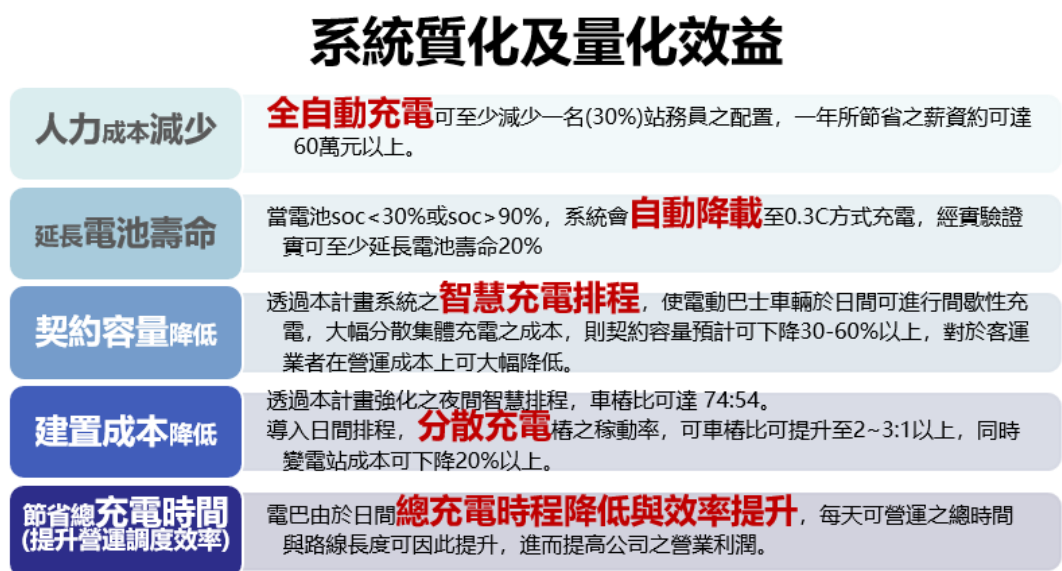 系統質化及量化效益
人力成本減少
全自動充電可至少減少一名(30%)站務員之配置，一年所節省之薪資約可達
60萬元以上。
延長電池壽命
當電池soc<30%或soc>90%，系統會自動降載至0.3C方式充電，經實驗證
實可至少延長電池壽命20%
契約容量降低
透過本計畫系統之智慧充電排程，使電動巴士車輛於日間可進行間歇性充
電，大幅分散集體充電之成本，則契約容量預計可下降30-60%以上，對於客運
業者在營運成本上可大幅降低。
建置成本降低
透過本計畫強化之夜間智慧排程，車樁比可達 74:54。
導入日間排程，分散充電樁之稼動率，可車樁比可提升至2~3:1以上，同時
變電站成本可下降20%以上。
節省總充電時間
(提升營運調度效率)
電巴由於日間總充電時程降低與效率提升，每天可營運之總時間
與路線長度可因此提升，進而提高公司之營業利潤。